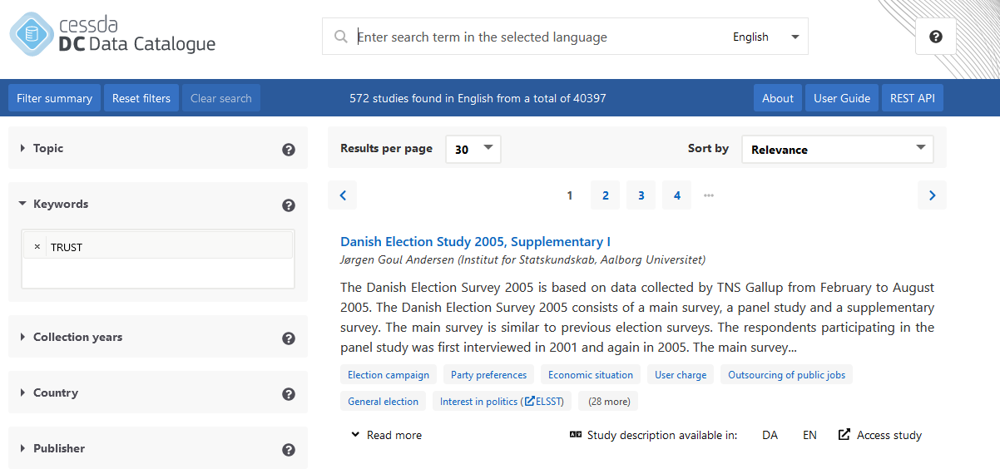 cessda
DC Data Catalogue
Enter search term in the selected language
English
Filter summary
Reset filters
Clear search
572 studies found in English from a total of 40397
About
User Guide
REST API
Topic
Keywords
× TRUST
Collection years
Country
Publisher
Results per page
30
Sort by
Relevance
1 2 3 4 ...
Danish Election Study 2005, Supplementary I
Jørgen Goul Andersen (Institut for Statskundskab, Aalborg Universitet)
The Danish Election Survey 2005 is based on data collected by TNS Gallup from February to August
2005. The Danish Election Survey 2005 consists of a main survey, a panel study and a supplementary
survey. The main survey is similar to previous election surveys. The respondents participating in the
panel study was first interviewed in 2001 and again in 2005. The main survey...
Election campaign
Party preferences
Economic situation
User charge
Outsourcing of public jobs
General election
Interest in politics (ELSST)
(28 more)
Read more
Study description available in:
DA
EN
Access study